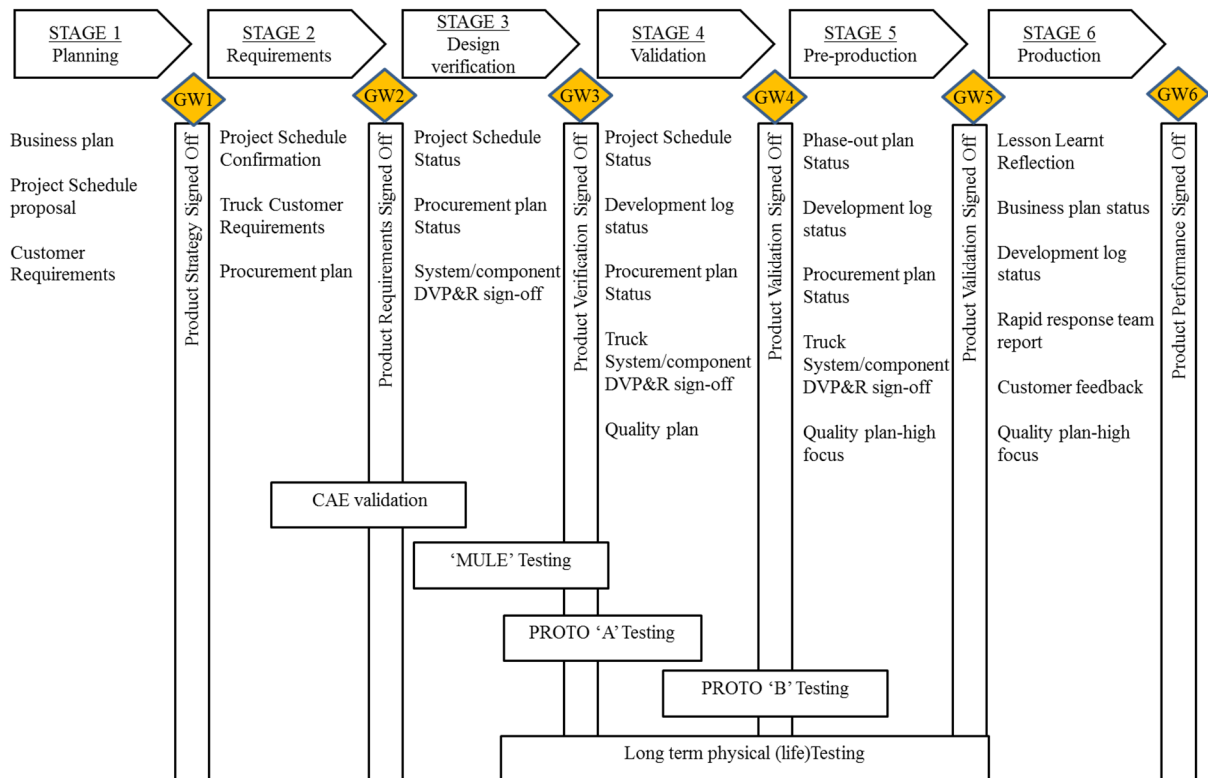 STAGE 1
Planning
STAGE 2
Requirements
STAGE 3
Design
verification
STAGE 4
Validation
STAGE 5
Pre-production
STAGE 6
Production
GW1
GW2
GW3
GW4
GW5
GW6
Business plan
Project Schedule
proposal
Customer
Requirements
Product Strategy Signed Off
Project Schedule
Confirmation
Truck Customer
Requirements
Procurement plan
Product Requirements Signed Off
Project Schedule
Status
Procurement plan
Status
System/component
DVP&R sign-off
Product Verification Signed Off
Project Schedule
Status
Development log
status
Procurement plan
Status
Truck
System/component
DVP&R sign-off
Quality plan
Product Validation Signed Off
Phase-out plan
Status
Development log
status
Procurement plan
Status
Truck
System/component
DVP&R sign-off
Quality plan-high
focus
Product Validation Signed Off
Lesson Learnt
Reflection
Business plan status
Development log
status
Rapid response team
report
Customer feedback
Quality plan-high
focus
Product Performance Signed Off
CAE validation
‘MULE’ Testing
PROTO ‘A’ Testing
PROTO ‘B’ Testing
Long term physical (life)Testing